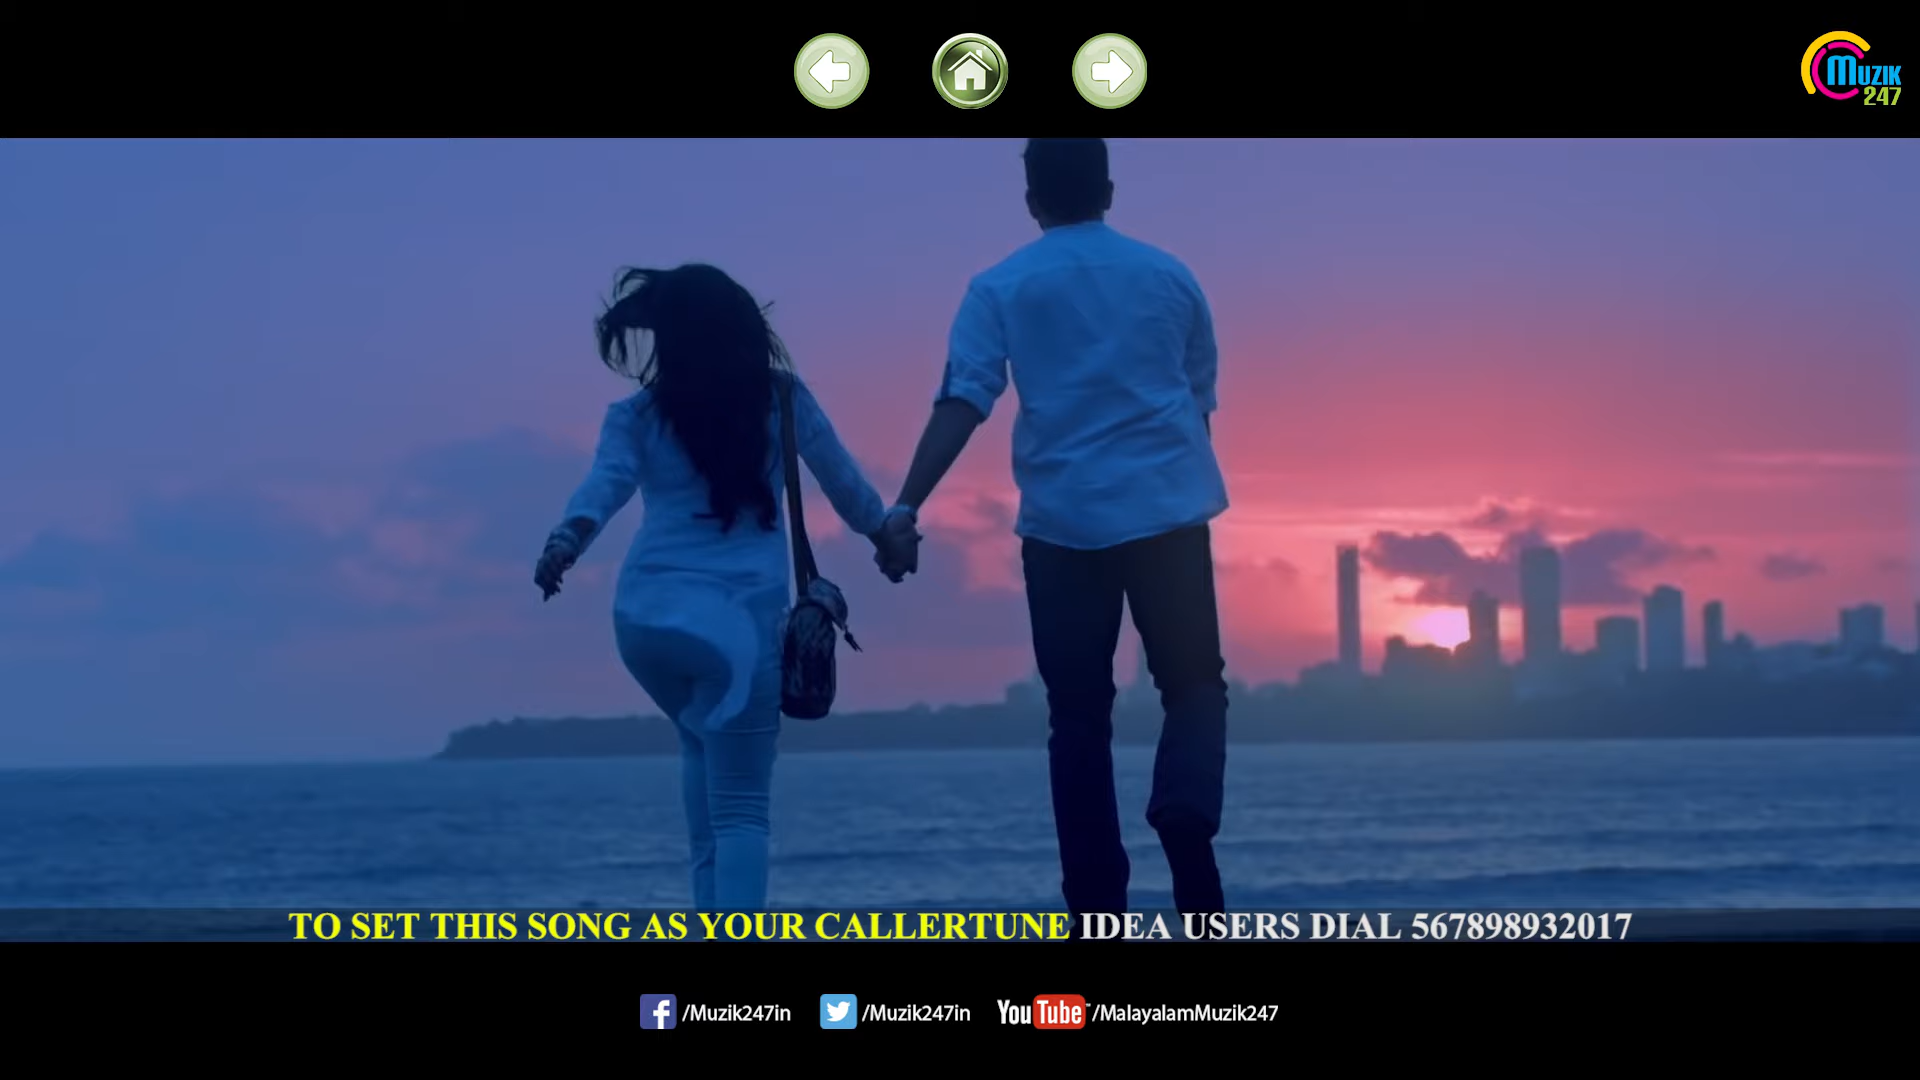 MUZIK
247
TO SET THIS SONG AS YOUR CALLERTUNE IDEA USERS DIAL 567898932017
/Muzik247in /Muzik247in YouTube /MalayalamMuzik247